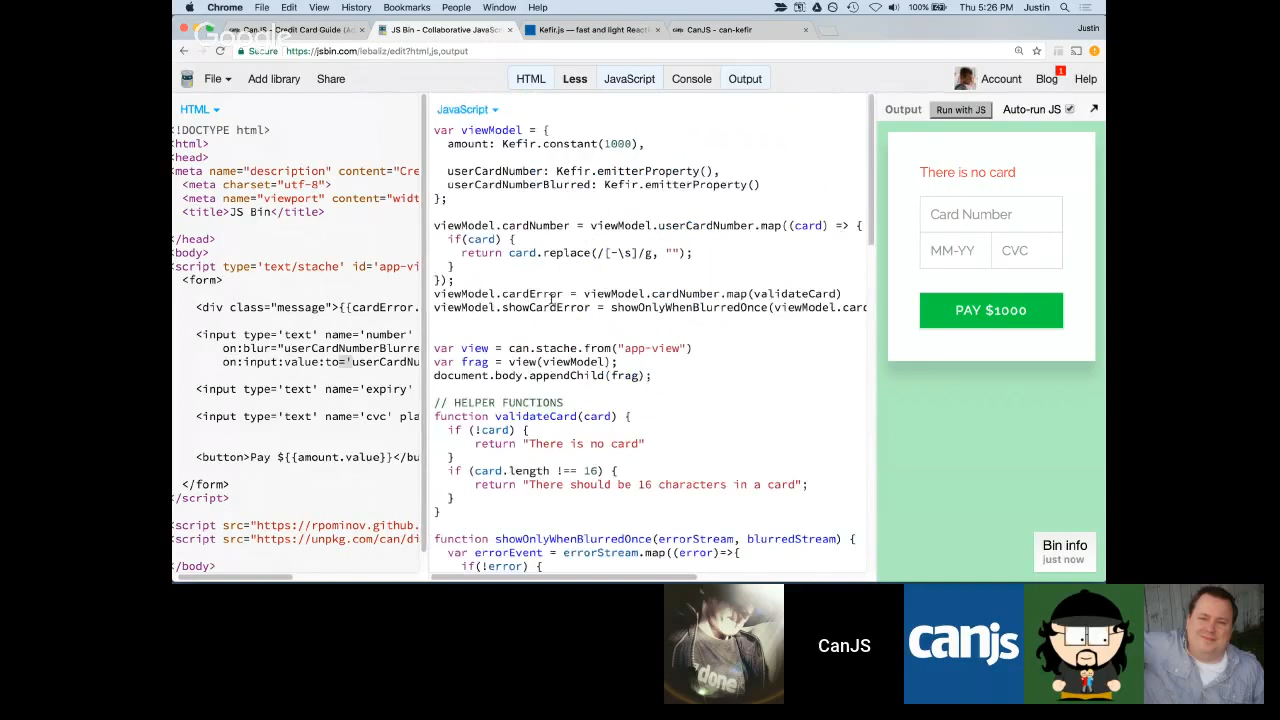 Chrome File Edit View History Bookmarks People Window Help 100% Thu 5:26 PM Justin
Google
CanJS - Credit Card Guide (A × JS Bin - Collaborative JavaSc × Kefir.js — fast and light Reacti × CanJS - can-kefir × Justin
Secure https://jsbin.com/lebaliz/edit?html,js,output
File Add library Share HTML Less JavaScript Console Output Account Blog 1 Help
HTML
<!DOCTYPE html>
<html>
<head>
<meta name="description" content="Cre
<meta charset="utf-8">
<meta name="viewport" content="widt
<title>JS Bin</title>
</head>
<body>
<script type='text/stache' id='app-vi
<form>
<div class="message">{{cardError.
<input type='text' name='number'
on:blur="userCardNumberBlurre
on:input:value:to='userCardNu
<input type='text' name='expiry'
<input type='text' name='cvc' pla
<button>Pay ${{amount.value}}</bu
</form>
</script>
<script src="https://rpominov.github.
<script src="https://unpkg.com/can/di
</body>
JavaScript
var viewModel = {
amount: Kefir.constant(1000),
userCardNumber: Kefir.emitterProperty(),
userCardNumberBlurred: Kefir.emitterProperty()
};
viewModel.cardNumber = viewModel.userCardNumber.map((card) => {
if(card) {
return card.replace(/[-\s]/g, "");
}
});
viewModel.cardError = viewModel.cardNumber.map(validateCard)
viewModel.showCardError = showOnlyWhenBlurredOnce(viewModel.card
var view = can.stache.from("app-view")
var frag = view(viewModel);
document.body.appendChild(frag);
// HELPER FUNCTIONS
function validateCard(card) {
if (!card) {
return "There is no card"
}
if (card.length !== 16) {
return "There should be 16 characters in a card";
}
}
function showOnlyWhenBlurredOnce(errorStream, blurredStream) {
var errorEvent = errorStream.map((error)=>{
if(!error) {
Output Run with JS Auto-run JS
There is no card
Card Number
MM-YY CVC
PAY $1000
Bin info
just now
done
CanJS
canjs